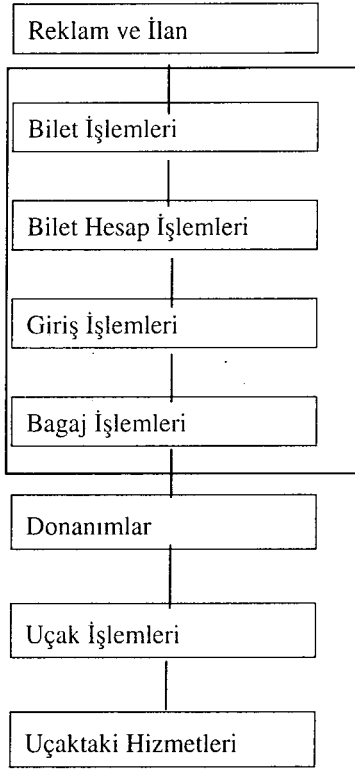 Reklam ve İlan
Bilet İşlemleri
Bilet Hesap İşlemleri
Giriş İşlemleri
Bagaj İşlemleri
Donanımlar
Uçak İşlemleri
Uçaktaki Hizmetleri